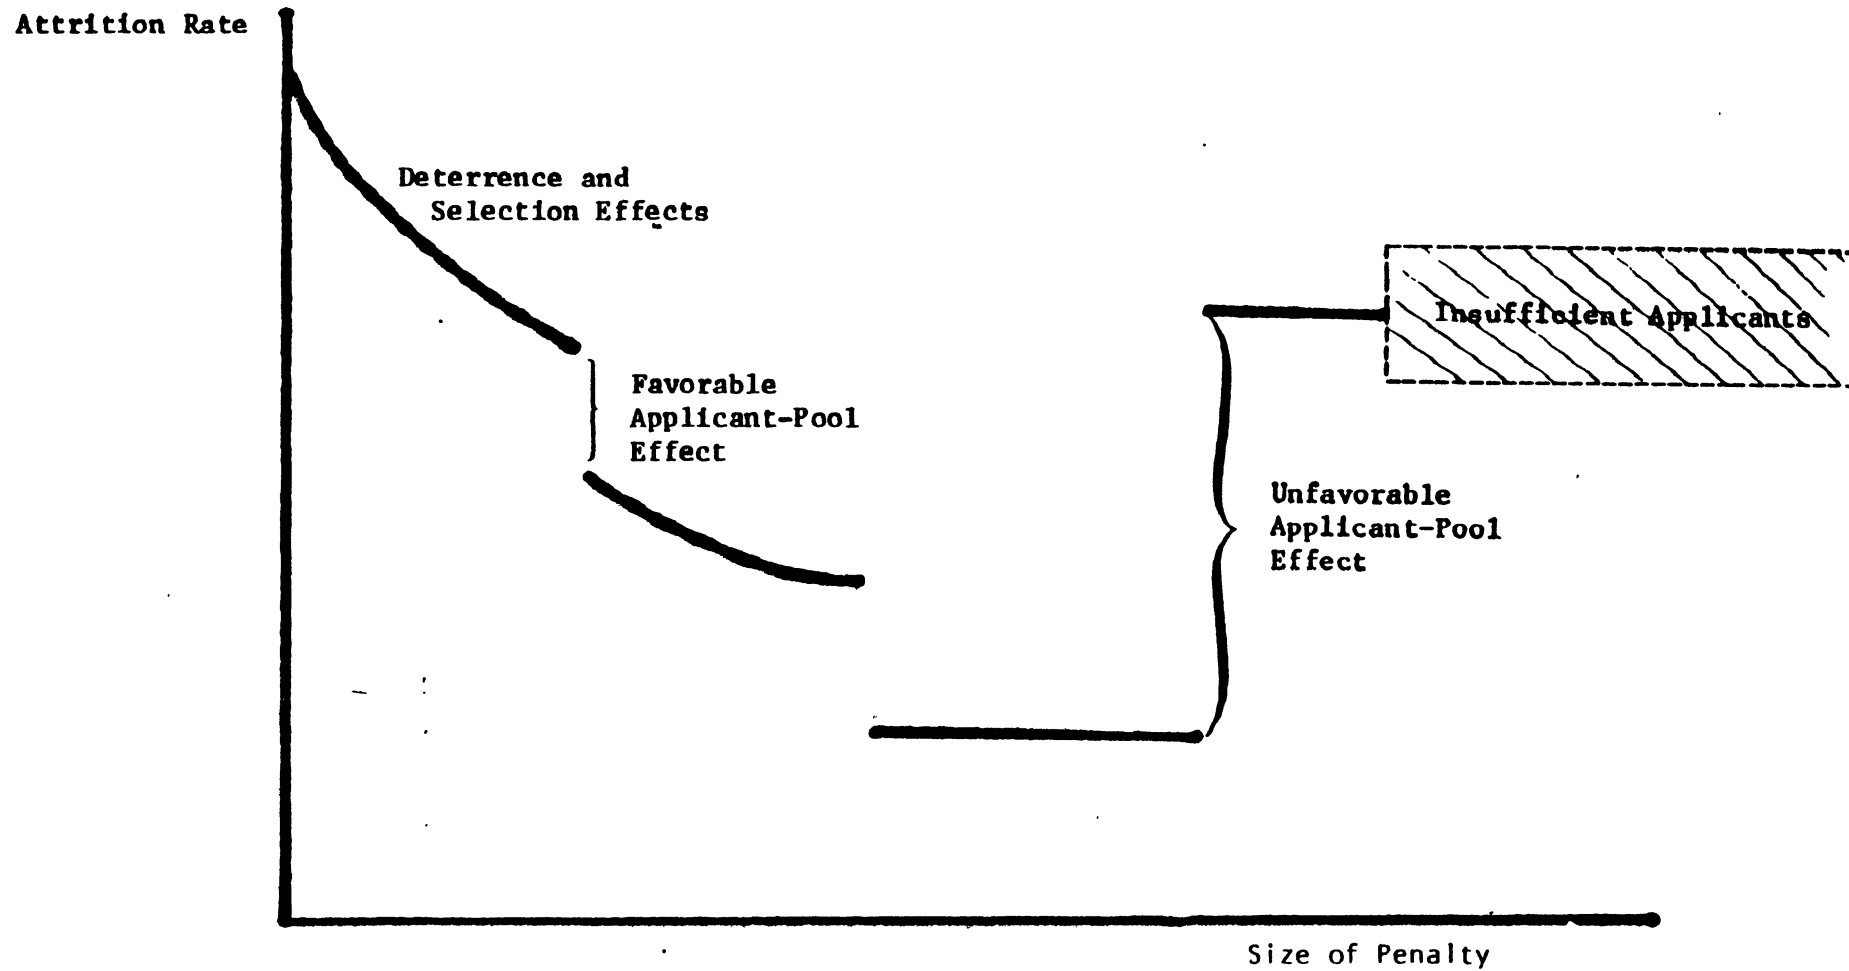 Attrition Rate
Deterrence and
Selection Effects
Favorable
Applicant-Pool
Effect
Insufficient Applicants
Unfavorable
Applicant-Pool
Effect
Size of Penalty